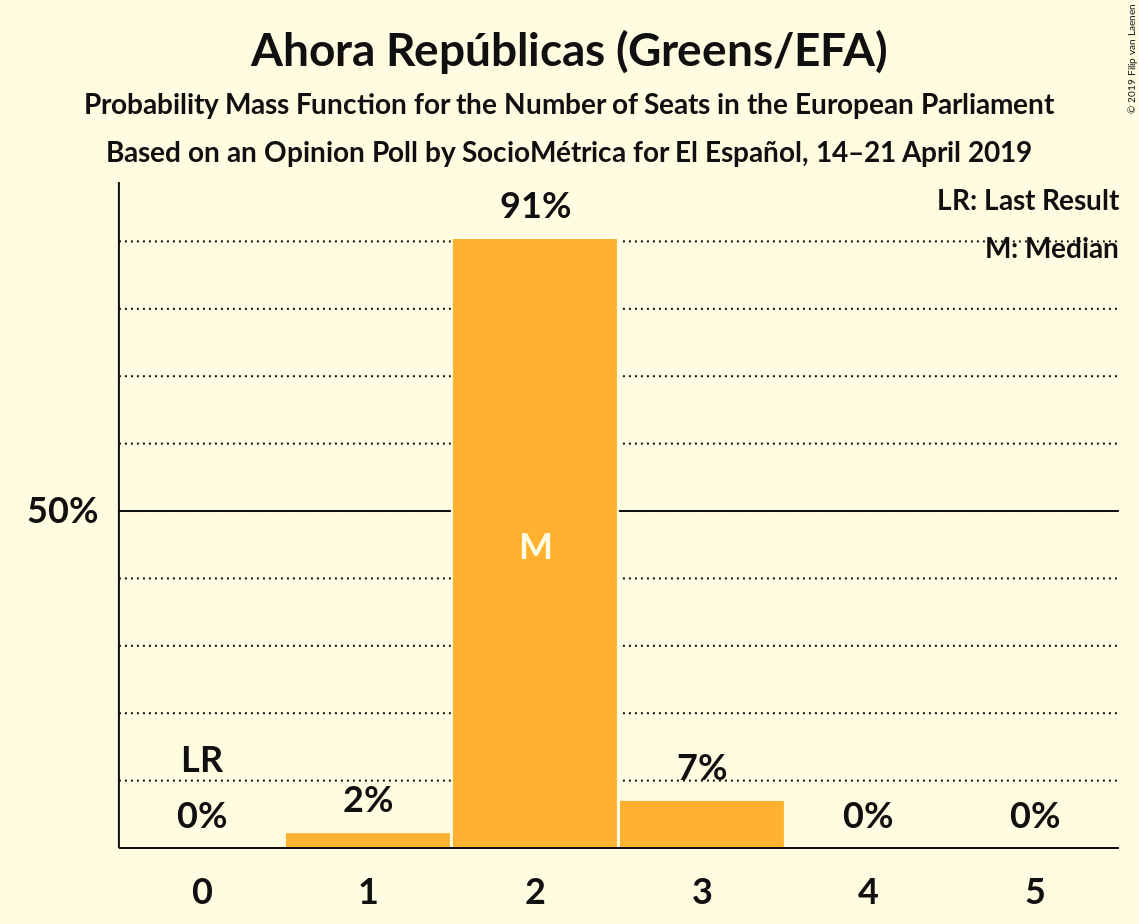 Ahora Repúblicas (Greens/EFA)
Probability Mass Function for the Number of Seats in the European Parliament
Based on an Opinion Poll by SocioMétrica for El Español, 14–21 April 2019
© 2019 Filip van Laenen
LR: Last Result
M: Median
91%
50%
M
LR
0%
2%
7%
0%
0%
0 1 2 3 4 5